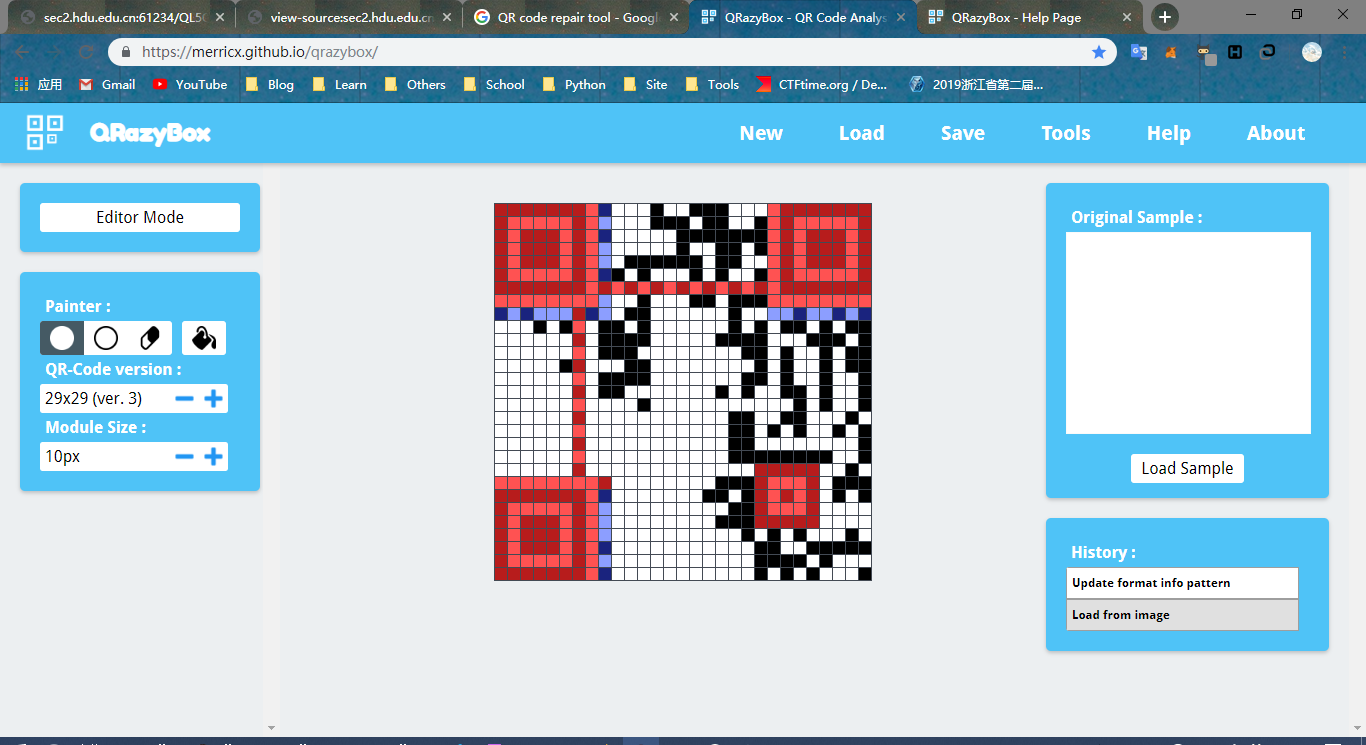 sec2.hdu.edu.cn:61234/QL5
view-source:sec2.hdu.edu.cn
QR code repair tool - Googl
QRazyBox - QR Code Analys
QRazyBox - Help Page
https://merricx.github.io/qrazybox/
应用
Gmail
YouTube
Blog
Learn
Others
School
Python
Site
Tools
CTFtime.org / De...
2019浙江省第二届...
QRazyBox
New
Load
Save
Tools
Help
About
Editor Mode
Painter :
QR-Code version :
29x29 (ver. 3)
Module Size :
10px
Original Sample :
Load Sample
History :
Update format info pattern
Load from image